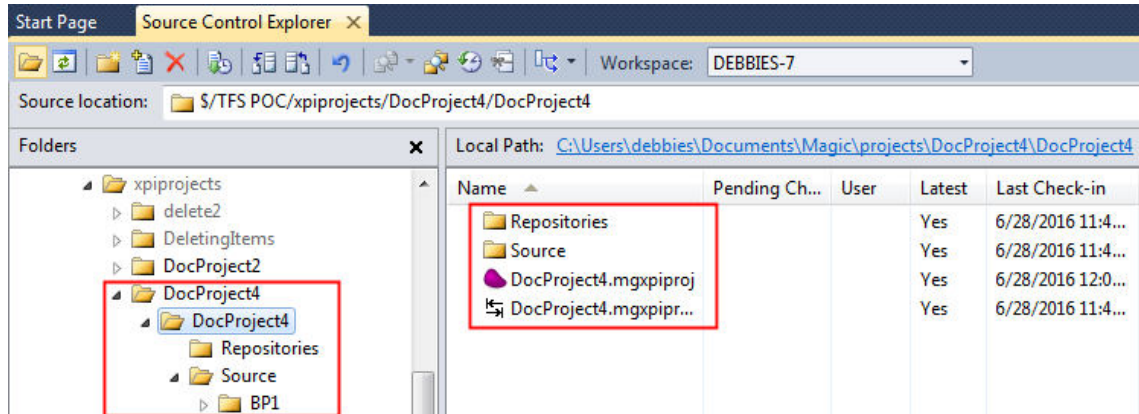 Start Page Source Control Explorer
Workspace: DEBBIES-7
Source location: $/TFS POC/xpiprojects/DocProject4/DocProject4
Folders
Local Path: C:\Users\debbies\Documents\Magic\projects\DocProject4\DocProject4
xpiprojects
delete2
DeletingItems
DocProject2
DocProject4
DocProject4
Repositories
Source
BP1
Name Pending Ch... User Latest Last Check-in
Repositories Yes 6/28/2016 11:4...
Source Yes 6/28/2016 11:4...
DocProject4.mgxpiproj Yes 6/28/2016 12:0...
DocProject4.mgxpipr... Yes 6/28/2016 11:4...